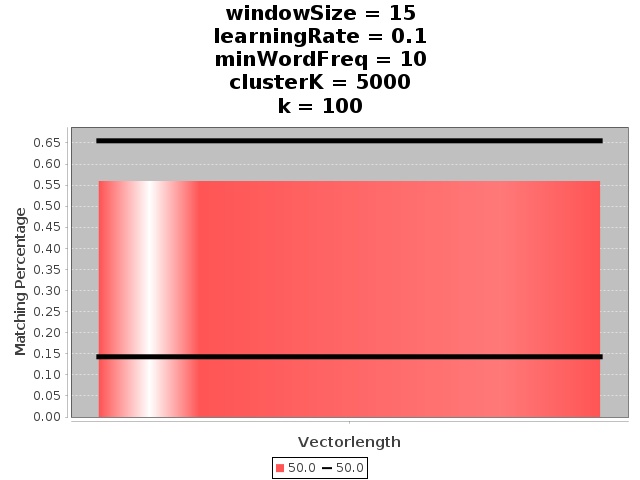 windowSize = 15
learningRate = 0.1
minWordFreq = 10
clusterK = 5000
k = 100
0.65
0.60
0.55
0.50
0.45
0.40
0.35
0.30
0.25
0.20
0.15
0.10
0.05
0.00
Matching Percentage
Vectorlength
50.0 50.0